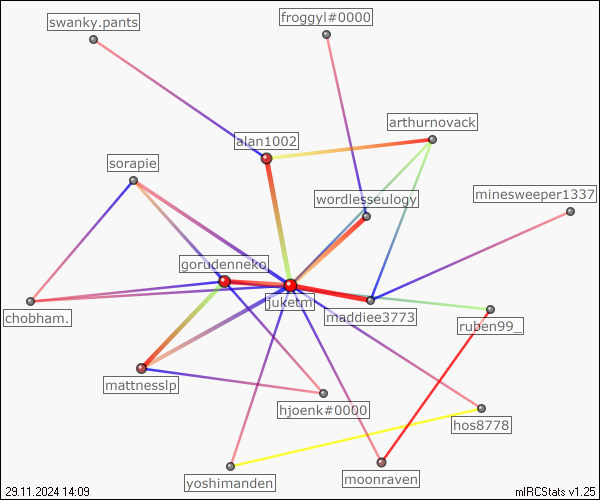 swanky.pants
froggyl#0000
arthurnovack
alan1002
sorapie
wordlesseulogy
minesweeper1337
gorudenneko.
juketm
maddiee3773
chobham.
ruben99_
mattnesslp
hjoenk#0000
hos8778
yoshimanden
moonraven
29.11.2024 14:09
mIRCStats v1.25